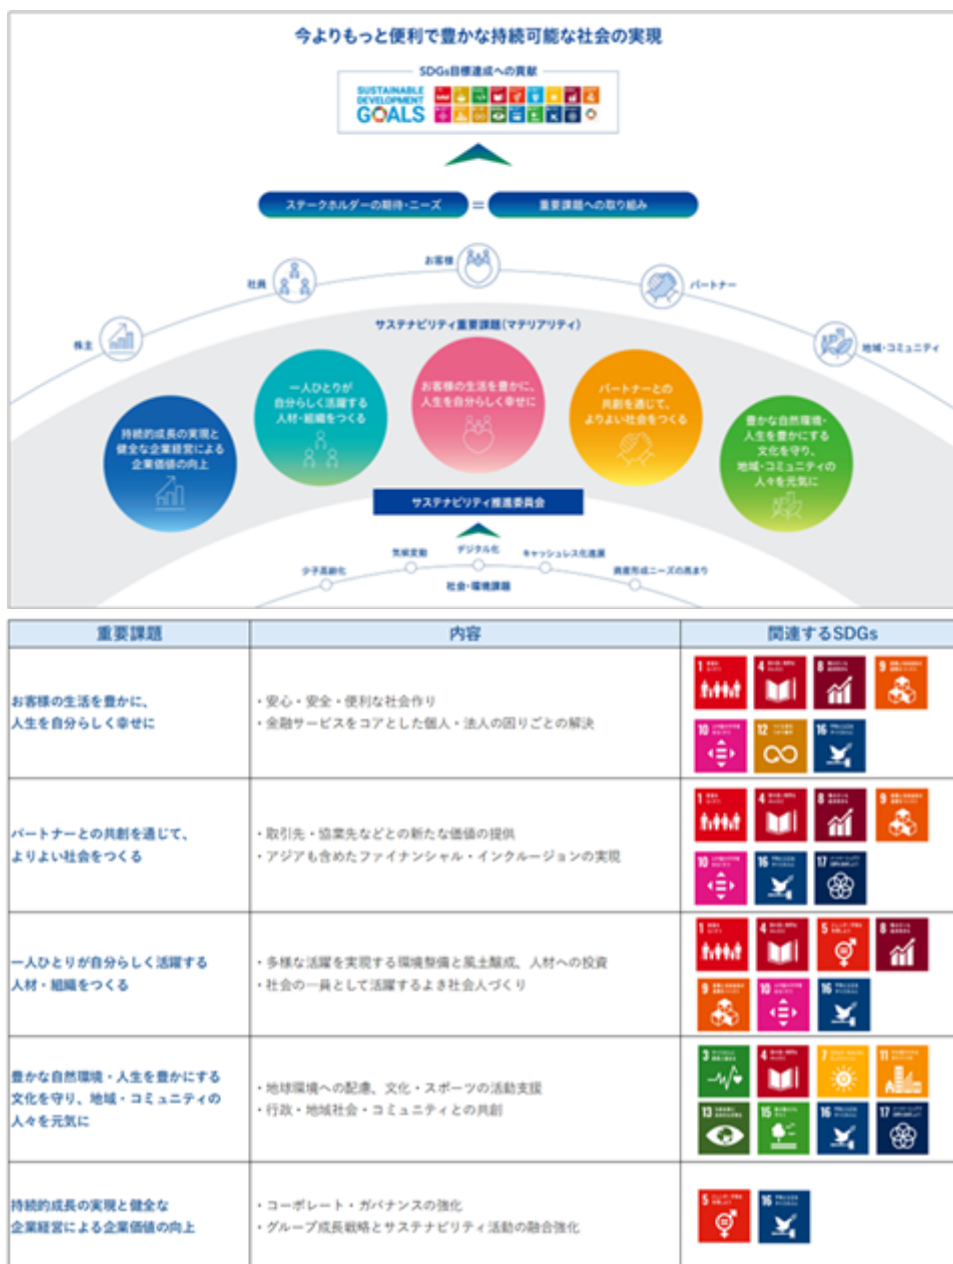 今よりもっと便利で豊かな持続可能な社会の実現
SDGs目標達成への貢献
SUSTAINABLE
DEVELOPMENT
GOALS
ステークホルダーの期待・ニーズ = 重要課題への取り組み
お客様
社員
パートナー
株主
地域・コミュニティ
サステナビリティ重要課題(マテリアリティ)
持続的成長の実現と
健全な企業経営による
企業価値の向上
一人ひとりが
自分らしく活躍する
人材・組織をつくる
お客様の生活を豊かに、
人生を自分らしく幸せに
パートナーとの
共創を通じて、
よりよい社会をつくる
豊かな自然環境・
人生を豊かにする
文化を守り、
地域・コミュニティの
人々を元気に
サステナビリティ推進委員会
少子高齢化
気候変動
デジタル化
キャッシュレス化進展
資産形成ニーズの高まり
社会・環境課題
重要課題 内容 関連するSDGs
お客様の生活を豊かに、
人生を自分らしく幸せに
・安心・安全・便利な社会作り
・金融サービスをコアとした個人・法人の困りごとの解決
1 4 8 9
10 12 16
パートナーとの共創を通じて、
よりよい社会をつくる
・取引先・協業先などとの新たな価値の提供
・アジアも含めたファイナンシャル・インクルージョンの実現
1 4 8 9
10 16 17
一人ひとりが自分らしく活躍する
人材・組織をつくる
・多様な活躍を実現する環境整備と風土醸成、人材への投資
・社会の一員として活躍するよき社会人づくり
1 4 5 8
9 10 16
豊かな自然環境・人生を豊かにする
文化を守り、地域・コミュニティの
人々を元気に
・地球環境への配慮、文化・スポーツの活動支援
・行政・地域社会・コミュニティとの共創
3 4 7 11
13 15 16 17
持続的成長の実現と健全な
企業経営による企業価値の向上
・コーポレート・ガバナンスの強化
・グループ成長戦略とサステナビリティ活動の融合強化
5 16